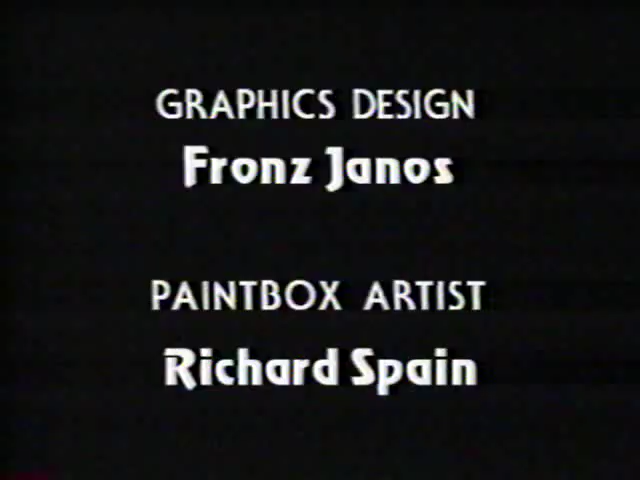 GRAPHICS DESIGN
Fronz Janos
PAINTBOX ARTIST
Richard Spain